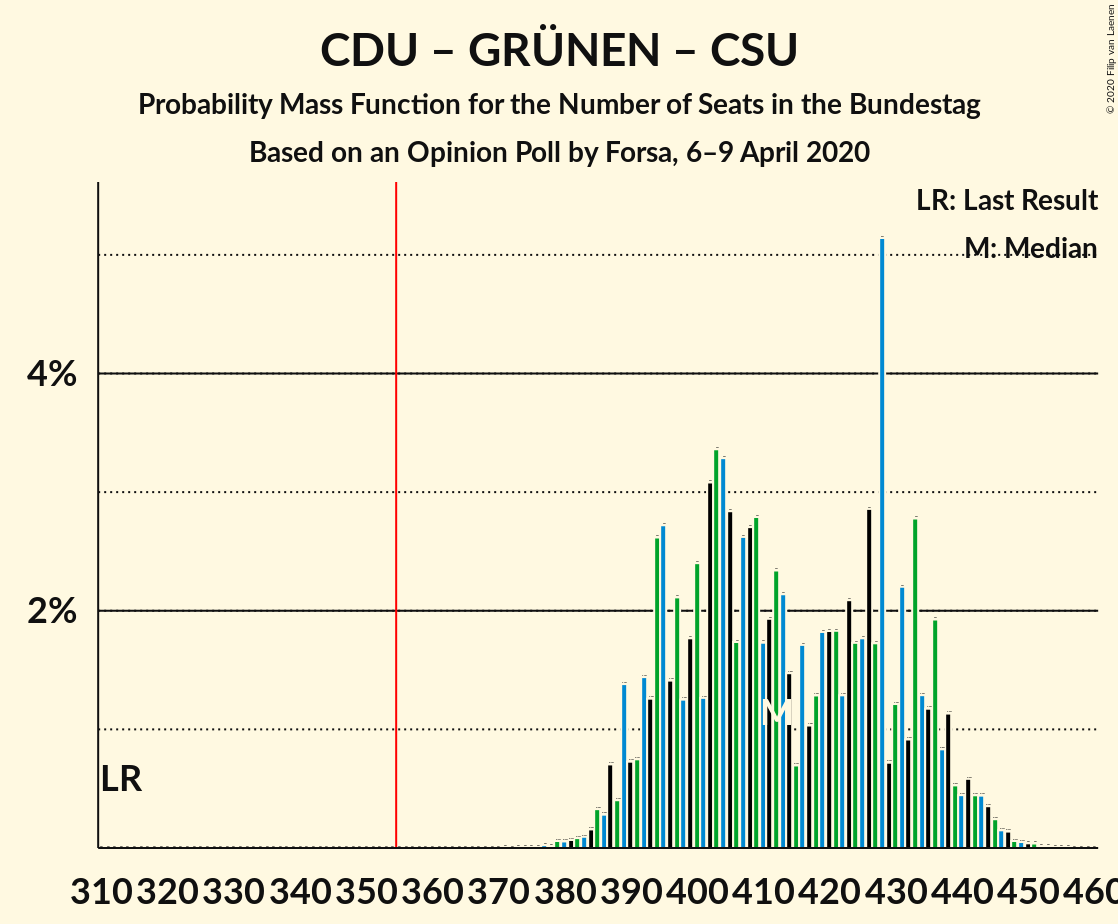 CDU – GRÜNEN – CSU
Probability Mass Function for the Number of Seats in the Bundestag
Based on an Opinion Poll by Forsa, 6–9 April 2020
© 2020 Filip van Laenen
LR: Last Result
M: Median
4%
2%
M
LR
310 320 330 340 350 360 370 380 390 400 410 420 430 440 450 460